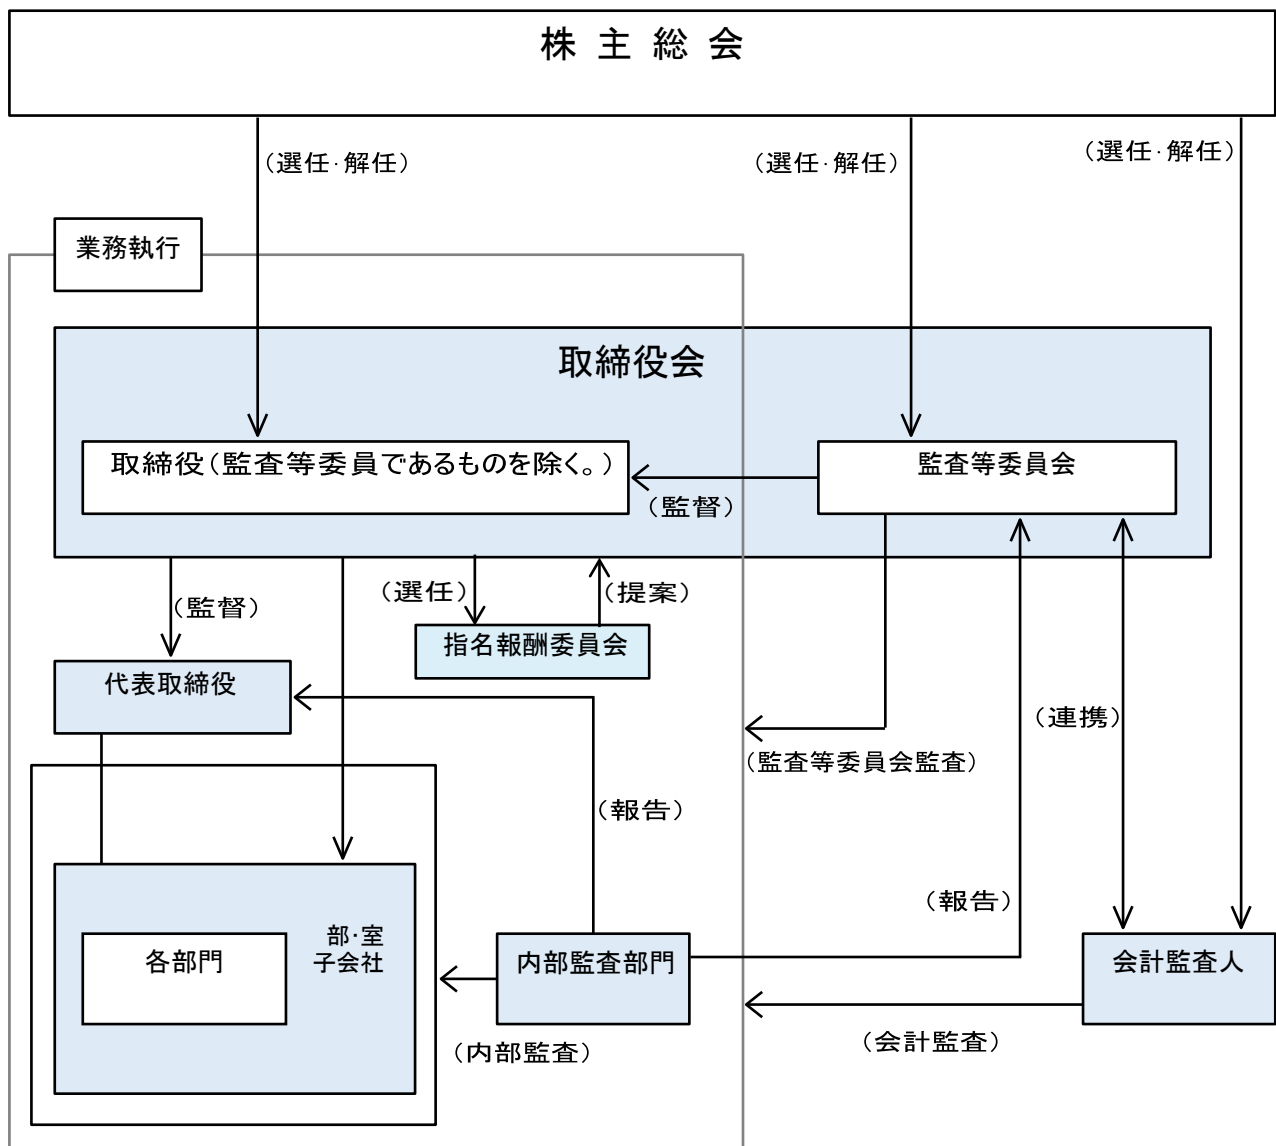 株 主 総 会
（選任・解任）
（選任・解任）
（選任・解任）
業務執行
取締役会
取締役（監査等委員であるものを除く。）
監査等委員会
（監督）
（監督）
（選任）
（提案）
指名報酬委員会
代表取締役
（連携）
（監査等委員会監査）
（報告）
（報告）
部・室
子会社
各部門
内部監査部門
会計監査人
（内部監査）
（会計監査）